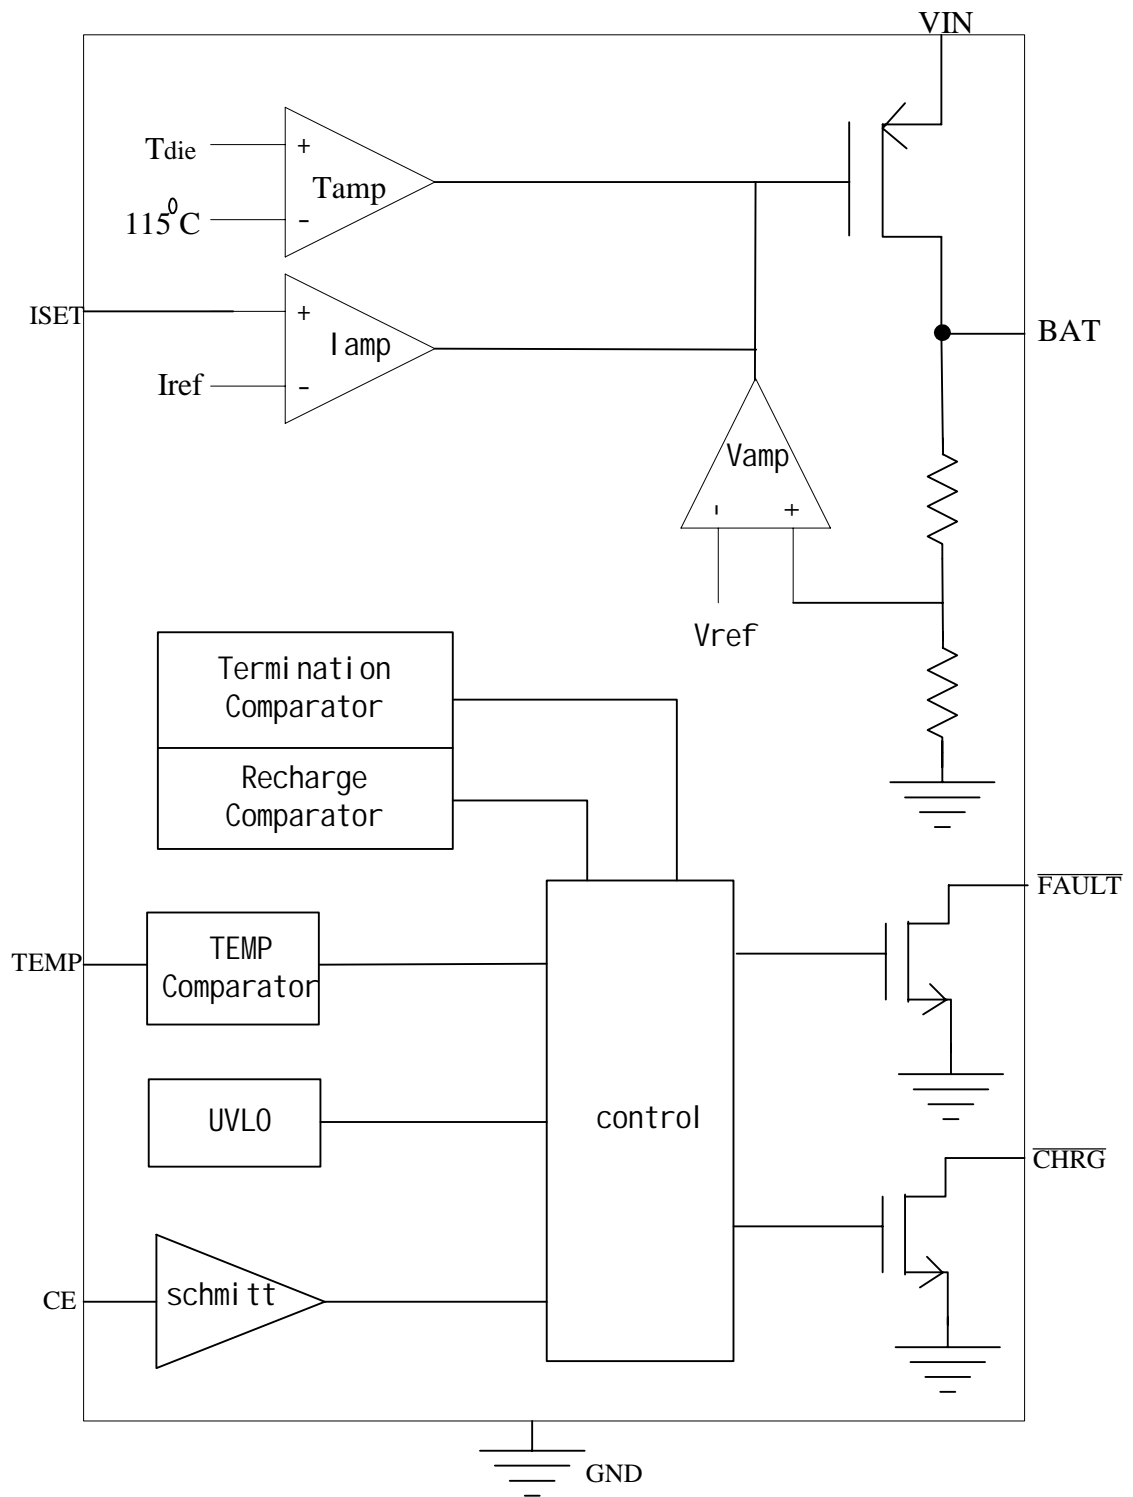 VIN
Tdie
+
Tamp
115⁰C
-
ISET
+
Iamp
BAT
Iref
-
Vamp
- +
Vref
Termination
Comparator
Recharge
Comparator
FAULT
TEMP
TEMP
Comparator
UVLO
control
CHRG
CE
schmitt
GND